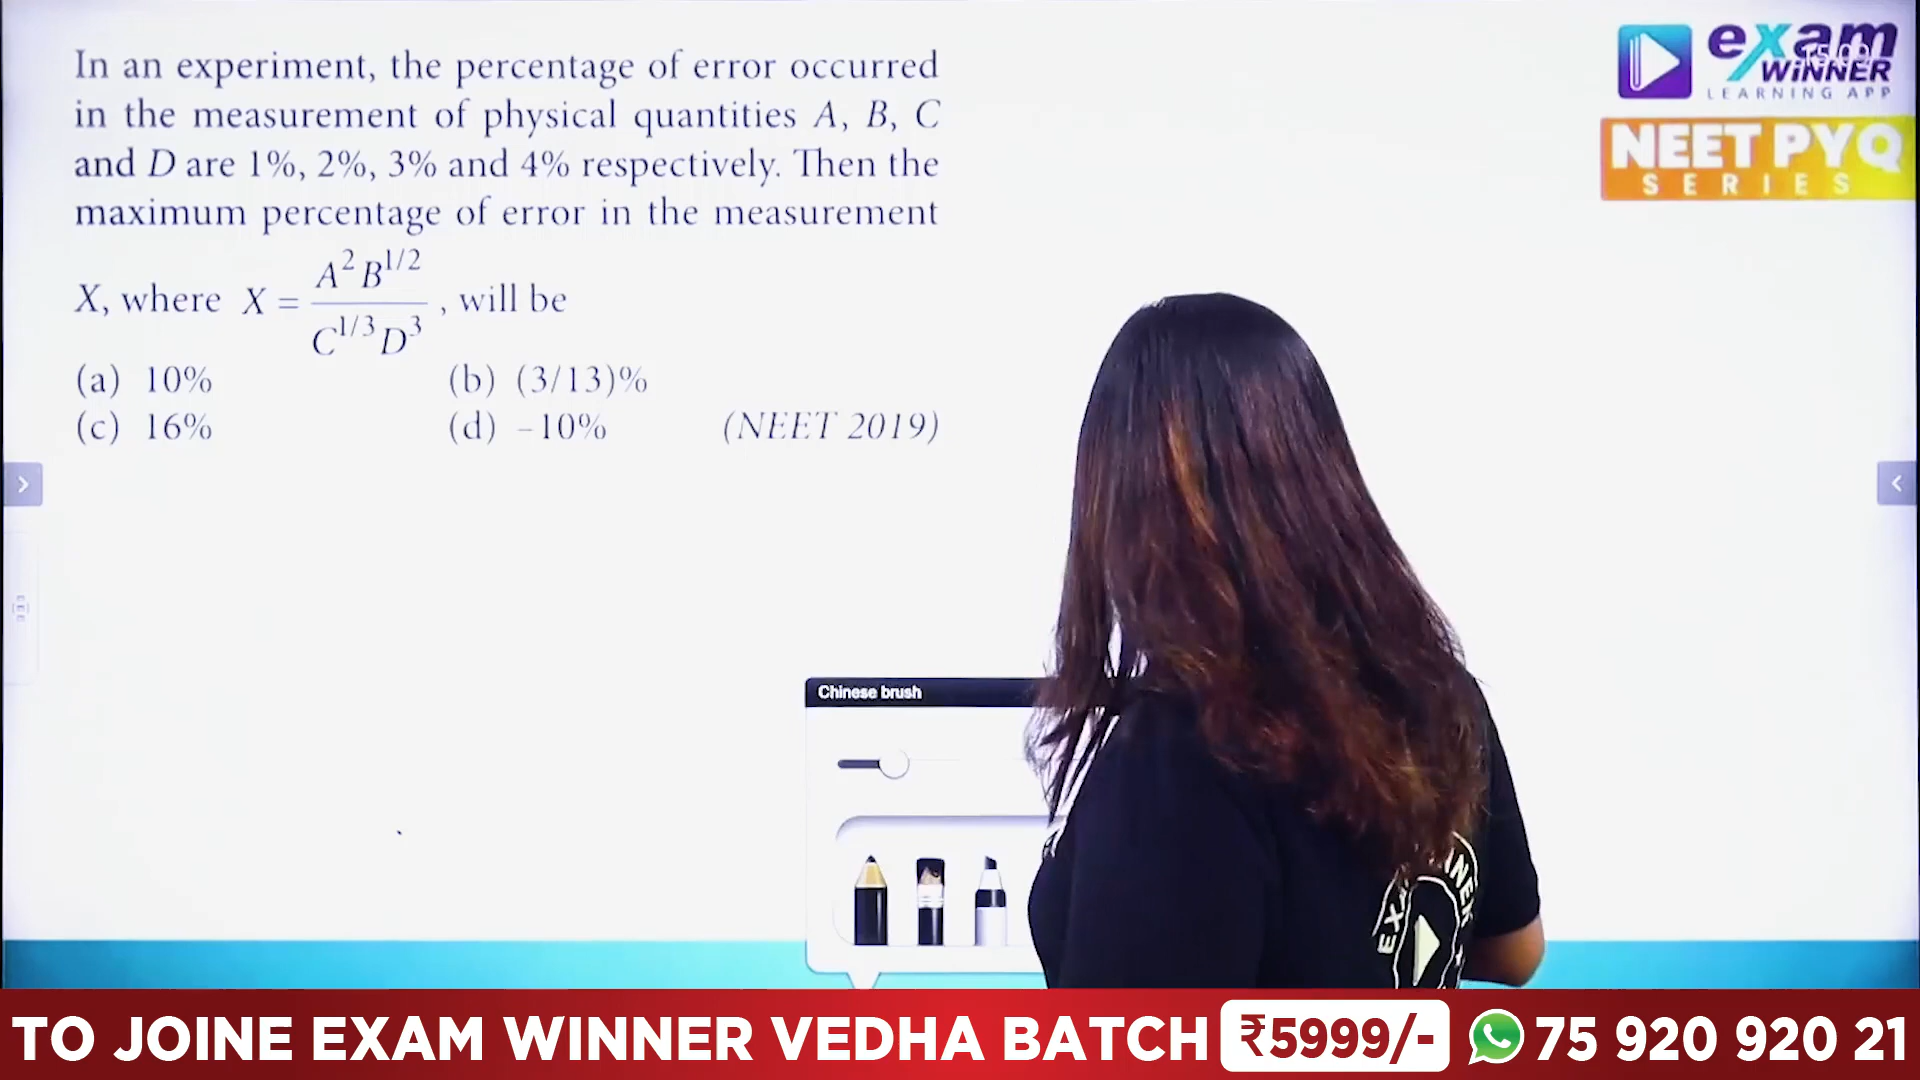 In an experiment, the percentage of error occurred
in the measurement of physical quantities A, B, C
and D are 1%, 2%, 3% and 4% respectively. Then the
maximum percentage of error in the measurement
X, where X = A²B^1/2 / C^1/3 D³, will be
(a) 10% (b) (3/13)%
(c) 16% (d) –10% (NEET 2019)
exam
WINNER
LEARNING APP
NEET PYQ
SERIES
Chinese brush
TO JOINE EXAM WINNER VEDHA BATCH ₹5999/- 75 920 920 21